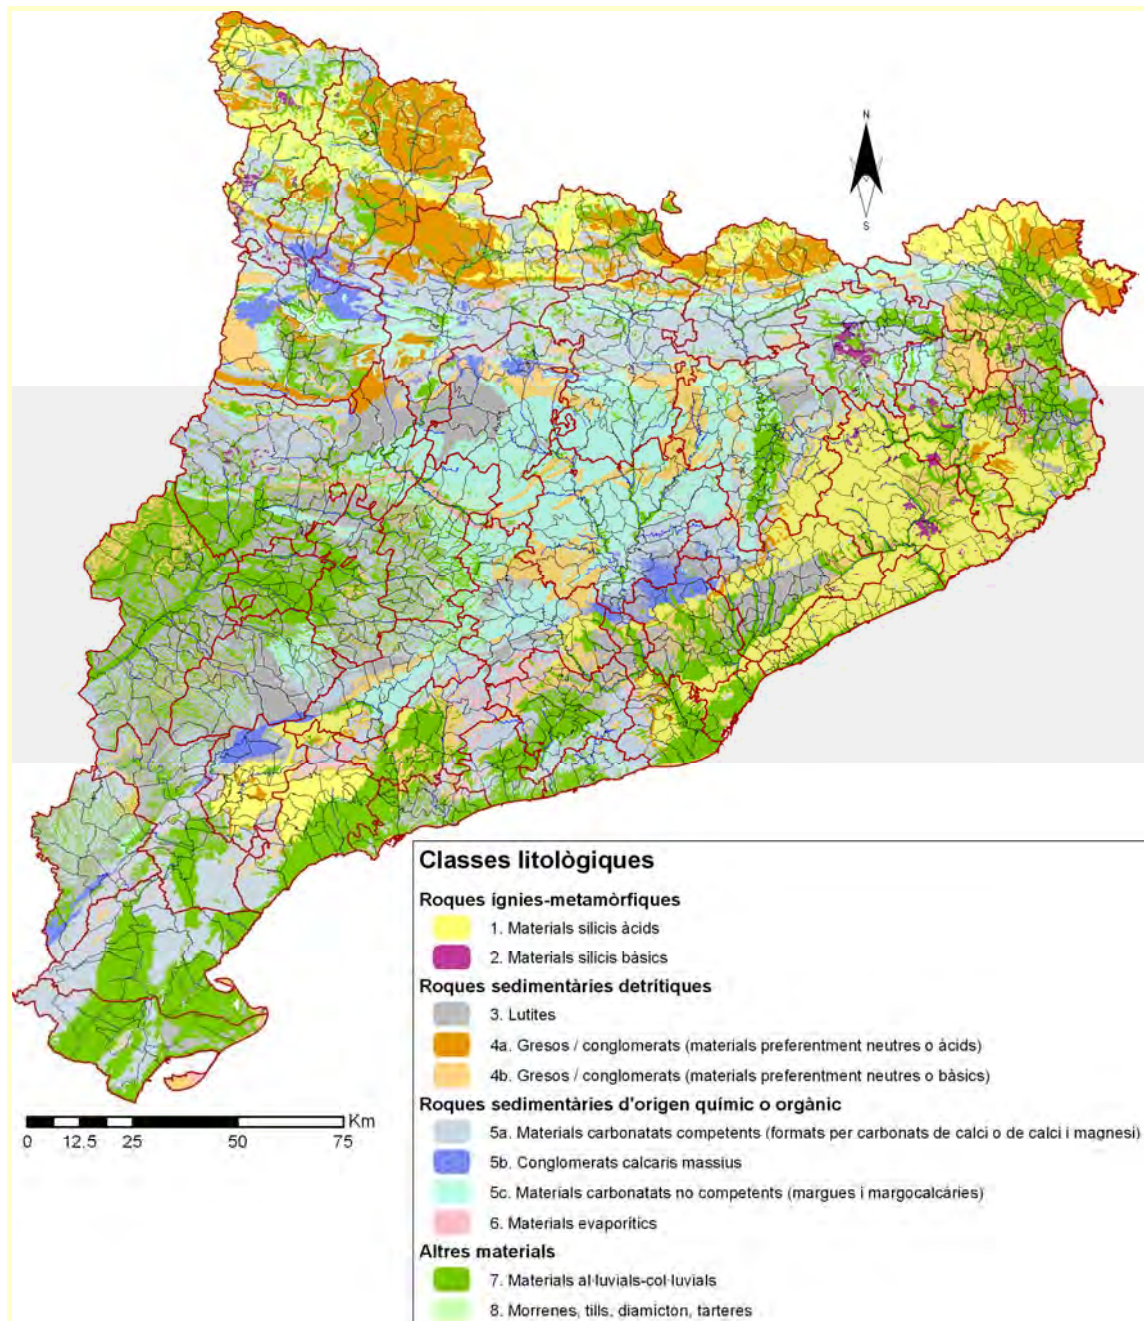 N
S
Km
0 12.5 25 50 75
Classes litològiques
Roques ígnies-metamòrfiques
1. Materials silicis àcids
2. Materials silicis bàsics
Roques sedimentàries detrítiques
3. Lutites
4a. Gresos / conglomerats (materials preferentment neutres o àcids)
4b. Gresos / conglomerats (materials preferentment neutres o bàsics)
Roques sedimentàries d'origen químic o orgànic
5a. Materials carbonatats competents (formats per carbonats de calci o de calci i magnesi)
5b. Conglomerats calcaris massius
5c. Materials carbonatats no competents (margues i margocalcàries)
6. Materials evaporítics
Altres materials
7. Materials al·luvials-col·luvials
8. Morrenes, tills, diamicton, tarteres